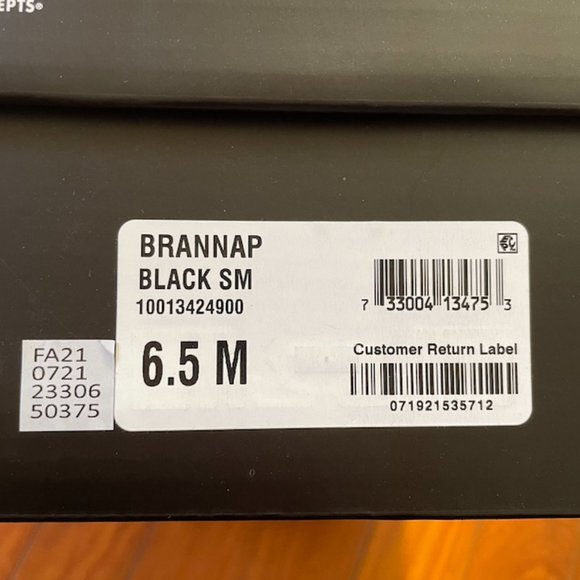 EPTS®
BRANNAP
BLACK SM
10013424900
6.5 M
7 33004 13475 3
Customer Return Label
071921535712
FA21
0721
23306
50375